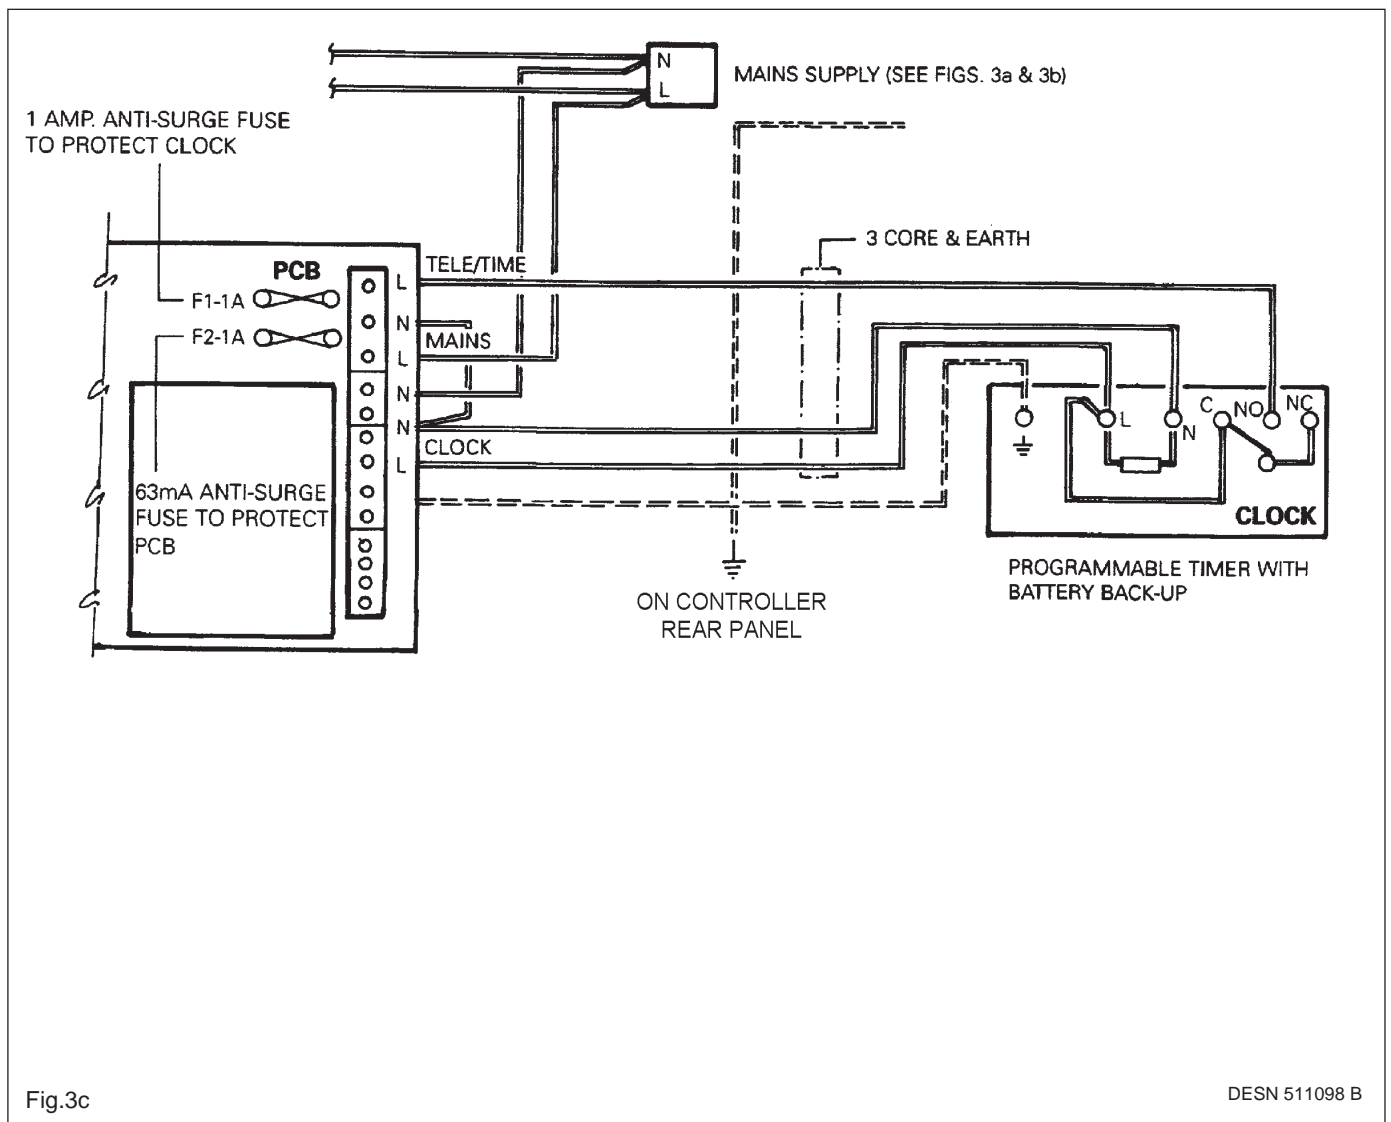 N
L
MAINS SUPPLY (SEE FIGS. 3a & 3b)
1 AMP. ANTI-SURGE FUSE
TO PROTECT CLOCK
3 CORE & EARTH
PCB
TELE/TIME
L
F1-1A
N
F2-1A
MAINS
L
N
N
CLOCK
L
63mA ANTI-SURGE
FUSE TO PROTECT
PCB
L
N
C
NO
NC
CLOCK
PROGRAMMABLE TIMER WITH
BATTERY BACK-UP
ON CONTROLLER
REAR PANEL
Fig.3c
DESN 511098 B